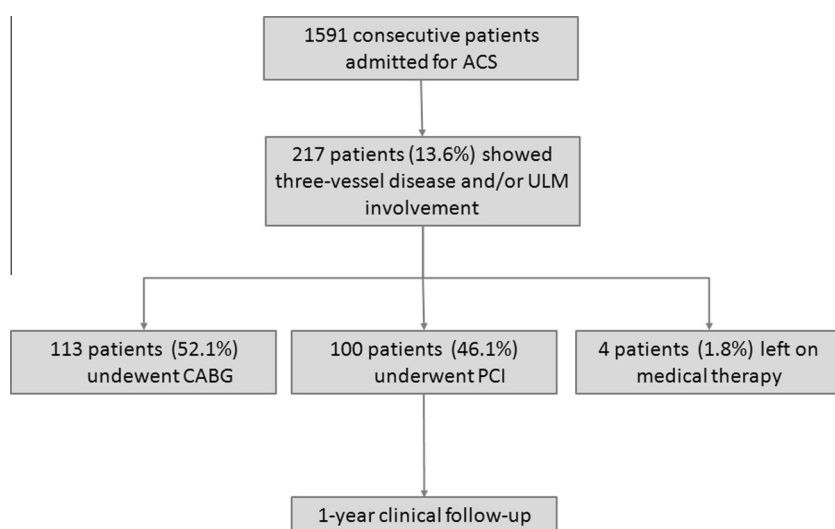 1591 consecutive patients
admitted for ACS
217 patients (13.6%) showed
three-vessel disease and/or ULM
involvement
113 patients (52.1%)
undewent CABG
100 patients (46.1%)
underwent PCI
4 patients (1.8%) left on
medical therapy
1-year clinical follow-up